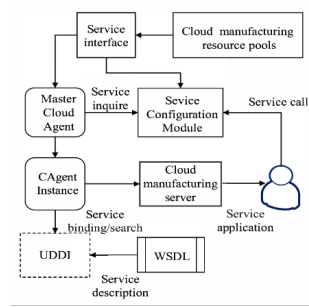 Service
interface
Cloud manufacturing
resource pools
Master
Cloud
Agent
Service
inquire
Sevice
Configuration
Module
Service call
CAgent
Instance
Cloud
manufacturing
server
Service
binding/search
Service
application
UDDI
WSDL
Service
description